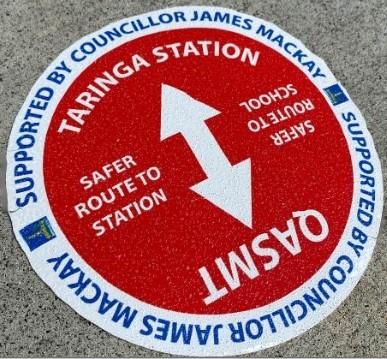 SUPPORTED BY COUNCILLOR JAMES MACKAY
TARINGA STATION
SAFER
ROUTE TO
STATION
SAFER
ROUTE TO
SCHOOL
QASMT
SUPPORTED BY COUNCILLOR JAMES MACKAY